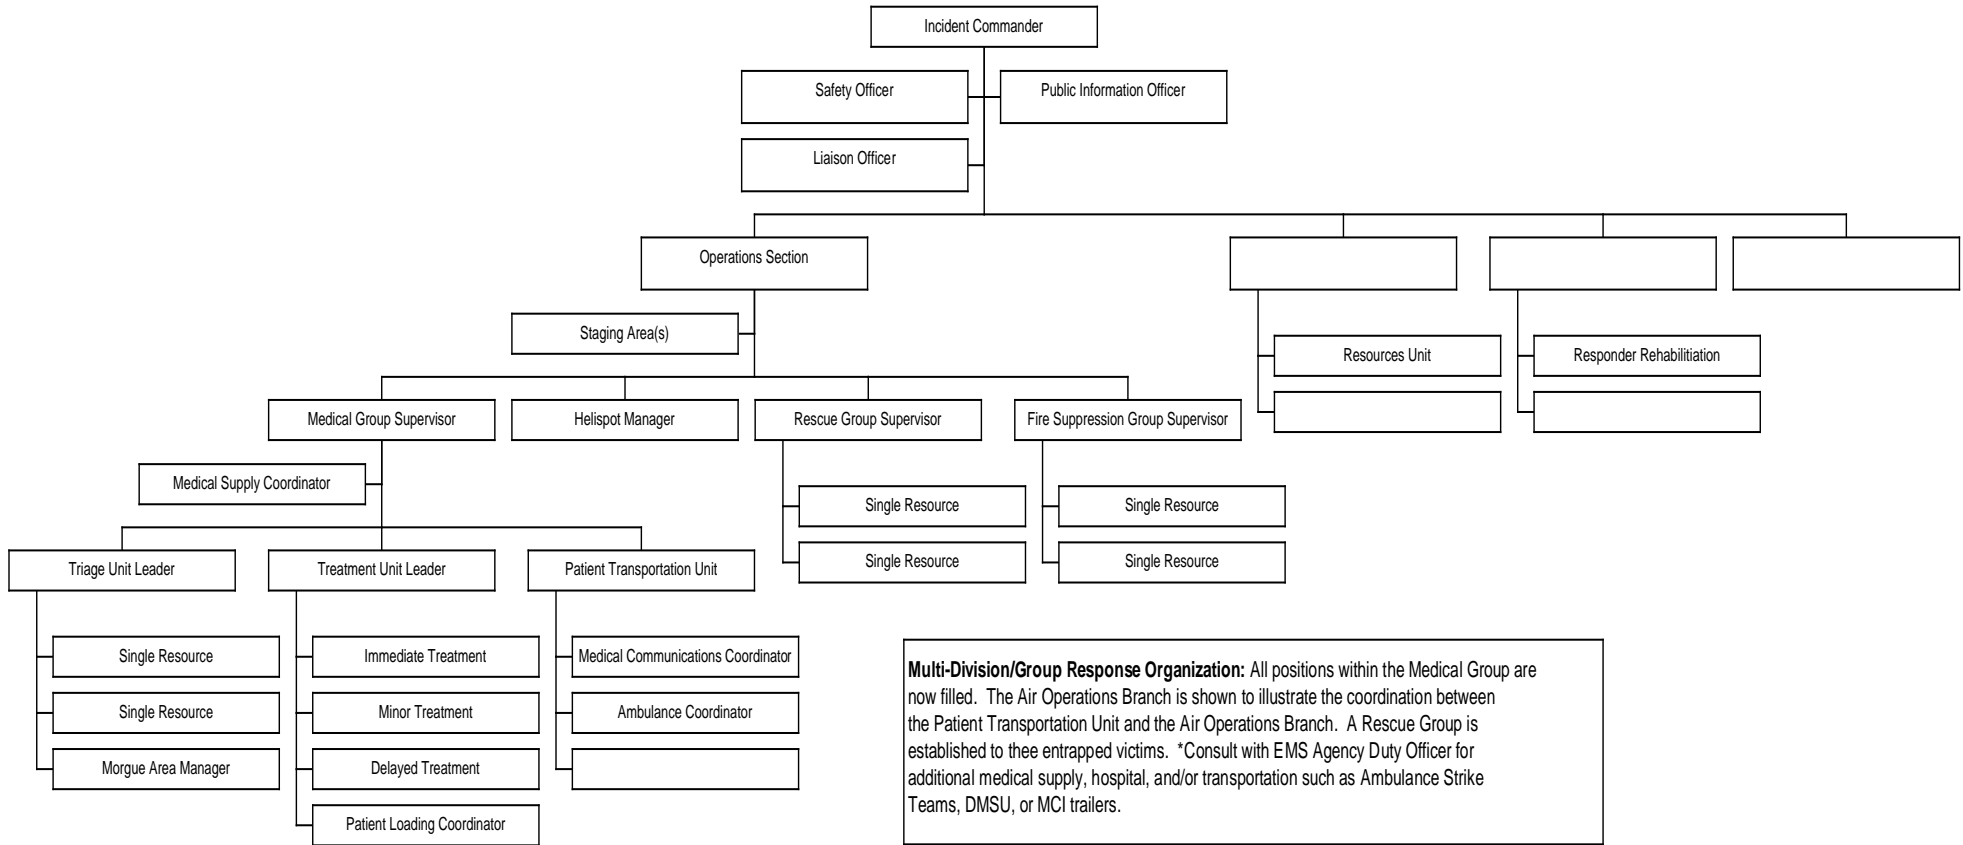 Incident Commander
Safety Officer
Public Information Officer
Liaison Officer
Operations Section
Staging Area(s)
Resources Unit
Responder Rehabilitiation
Medical Group Supervisor
Helispot Manager
Rescue Group Supervisor
Fire Suppression Group Supervisor
Medical Supply Coordinator
Single Resource
Single Resource
Single Resource
Single Resource
Triage Unit Leader
Treatment Unit Leader
Patient Transportation Unit
Single Resource
Single Resource
Morgue Area Manager
Immediate Treatment
Minor Treatment
Delayed Treatment
Patient Loading Coordinator
Medical Communications Coordinator
Ambulance Coordinator
Multi-Division/Group Response Organization: All positions within the Medical Group are
now filled. The Air Operations Branch is shown to illustrate the coordination between
the Patient Transportation Unit and the Air Operations Branch. A Rescue Group is
established to thee entrapped victims. *Consult with EMS Agency Duty Officer for
additional medical supply, hospital, and/or transportation such as Ambulance Strike
Teams, DMSU, or MCI trailers.